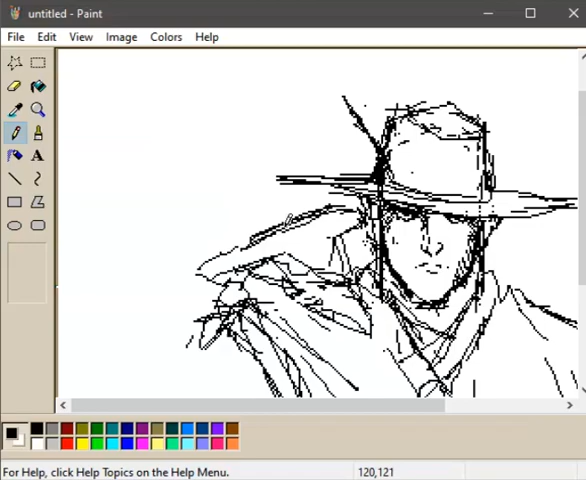 untitled - Paint
File Edit View Image Colors Help
A
For Help, click Help Topics on the Help Menu.
120,121